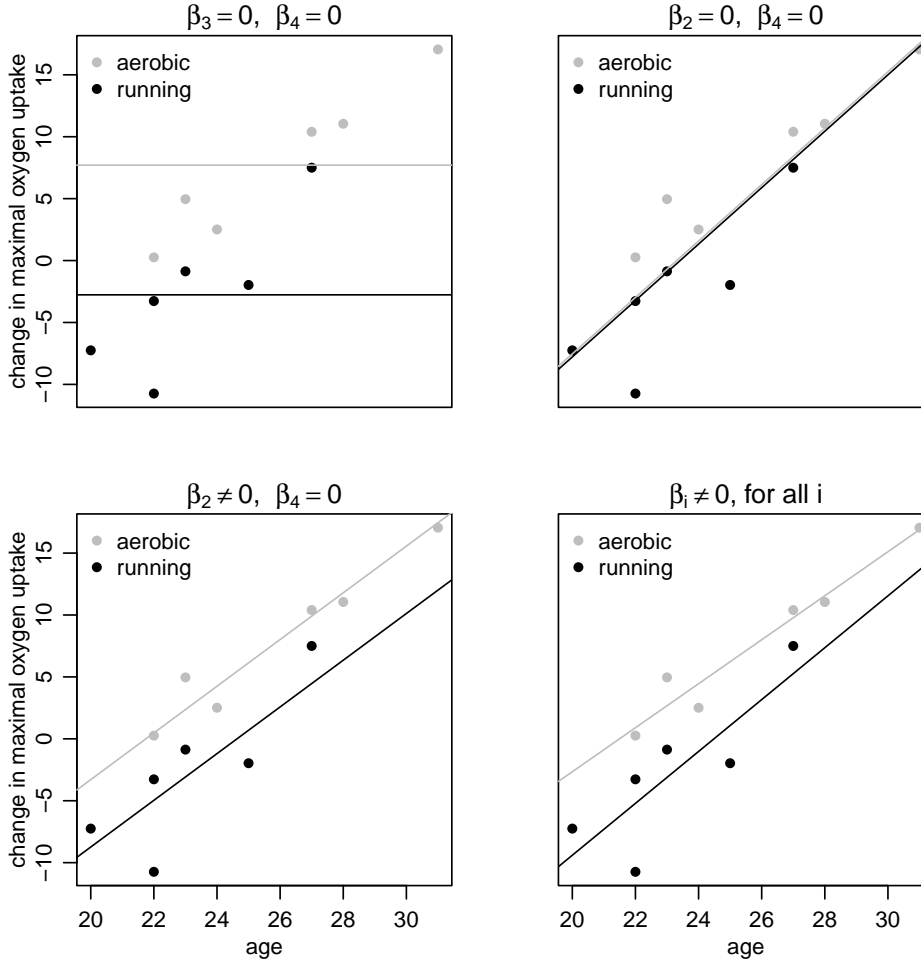 β3 = 0, β4 = 0
change in maximal oxygen uptake
15
10
5
0
−5
−10
aerobic
running
β2 = 0, β4 = 0
aerobic
running
β2 ≠ 0, β4 = 0
change in maximal oxygen uptake
15
10
5
0
−5
−10
aerobic
running
20 22 24 26 28 30
age
βi ≠ 0, for all i
aerobic
running
20 22 24 26 28 30
age